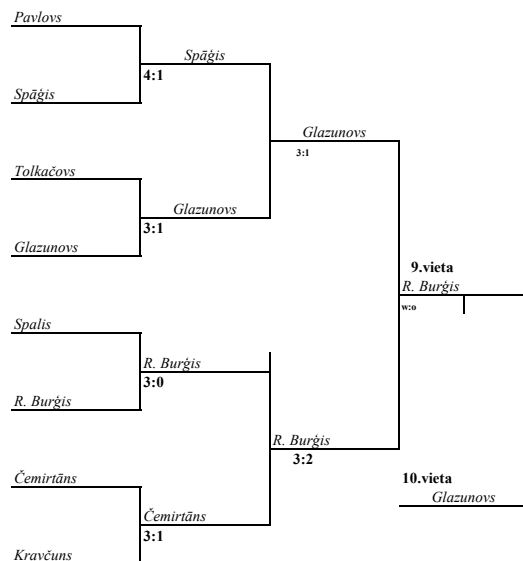 Pavlovs
Spāģis
4:1
Spāģis
Glazunovs
3:1
Tolkačovs
Glazunovs
3:1
Glazunovs
9.vieta
R. Burģis
w:o
Spalis
R. Burģis
3:0
R. Burģis
R. Burģis
3:2
Čemirtāns
10.vieta
Glazunovs
Čemirtāns
3:1
Kravčuns